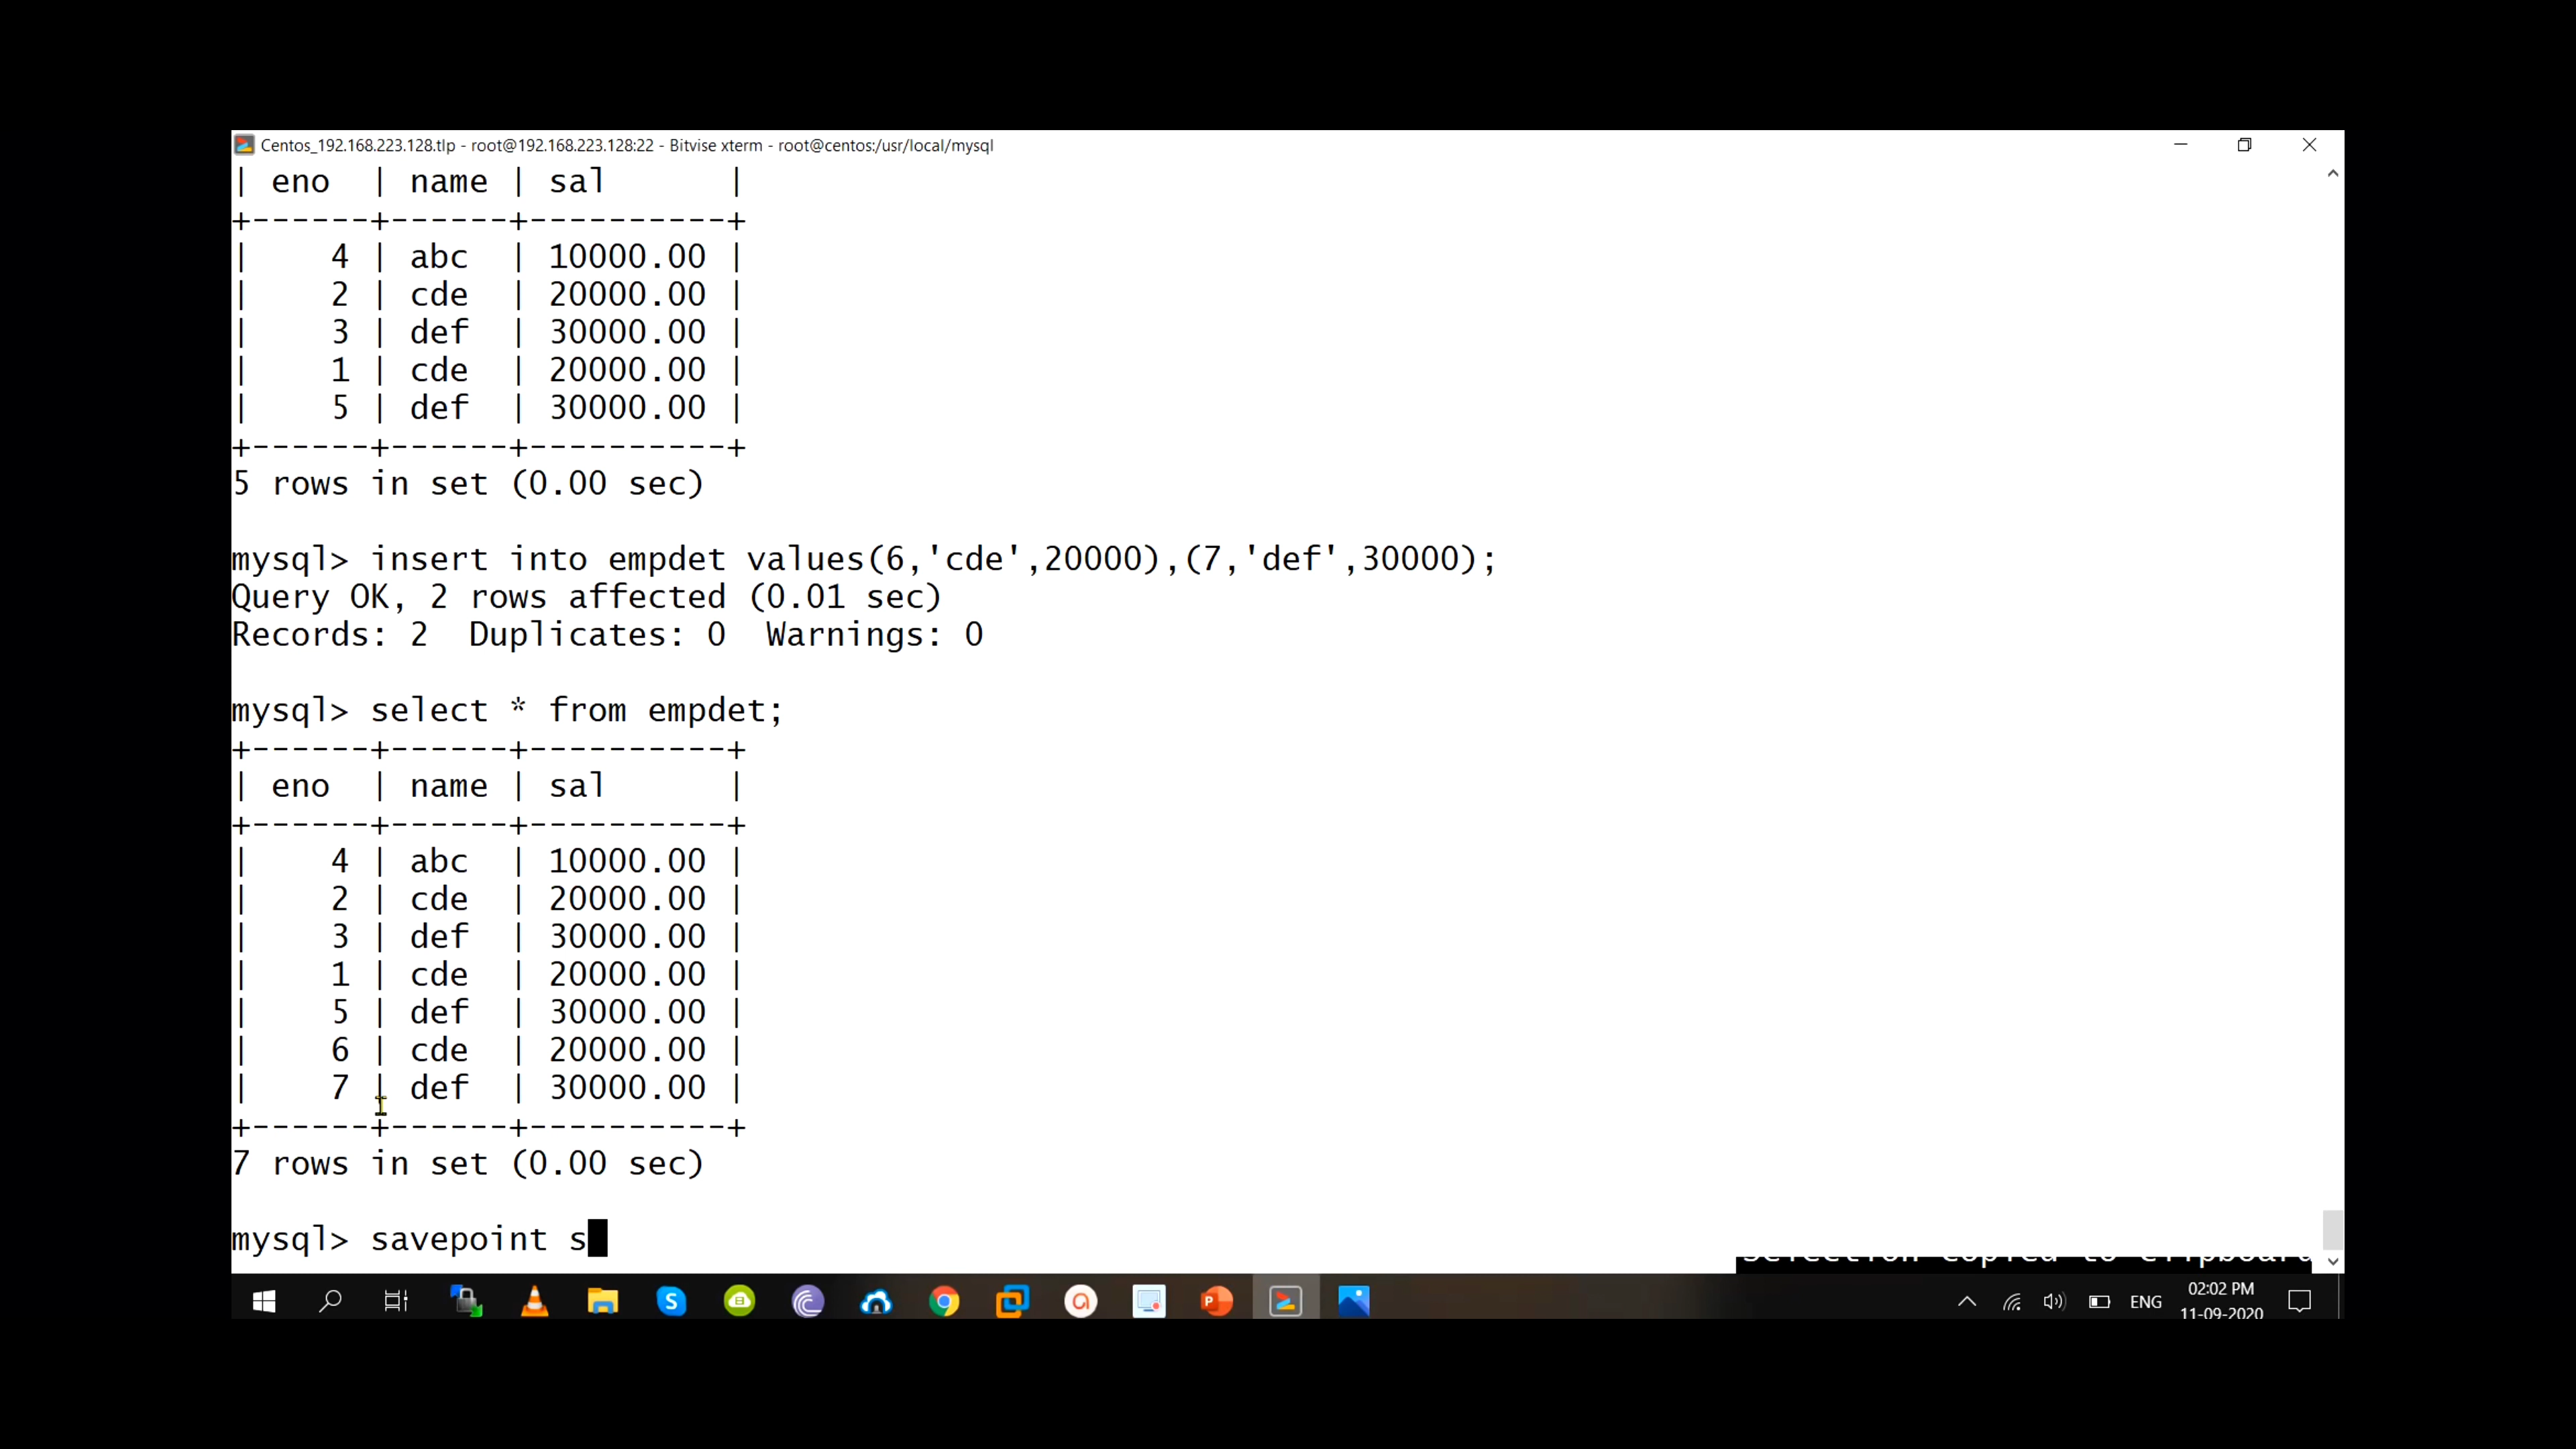 Centos_192.168.223.128.tlp - root@192.168.223.128:22 - Bitvise xterm - root@centos:/usr/local/mysql
| eno  | name | sal      |
+------+------+----------+
|    4 | abc  | 10000.00 |
|    2 | cde  | 20000.00 |
|    3 | def  | 30000.00 |
|    1 | cde  | 20000.00 |
|    5 | def  | 30000.00 |
+------+------+----------+
5 rows in set (0.00 sec)
mysql> insert into empdet values(6,'cde',20000),(7,'def',30000);
Query OK, 2 rows affected (0.01 sec)
Records: 2  Duplicates: 0  Warnings: 0
mysql> select * from empdet;
+------+------+----------+
| eno  | name | sal      |
+------+------+----------+
|    4 | abc  | 10000.00 |
|    2 | cde  | 20000.00 |
|    3 | def  | 30000.00 |
|    1 | cde  | 20000.00 |
|    5 | def  | 30000.00 |
|    6 | cde  | 20000.00 |
|    7 | def  | 30000.00 |
+------+------+----------+
7 rows in set (0.00 sec)
mysql> savepoint s
Selection copied to clipboard
02:02 PM
ENG
11-09-2020